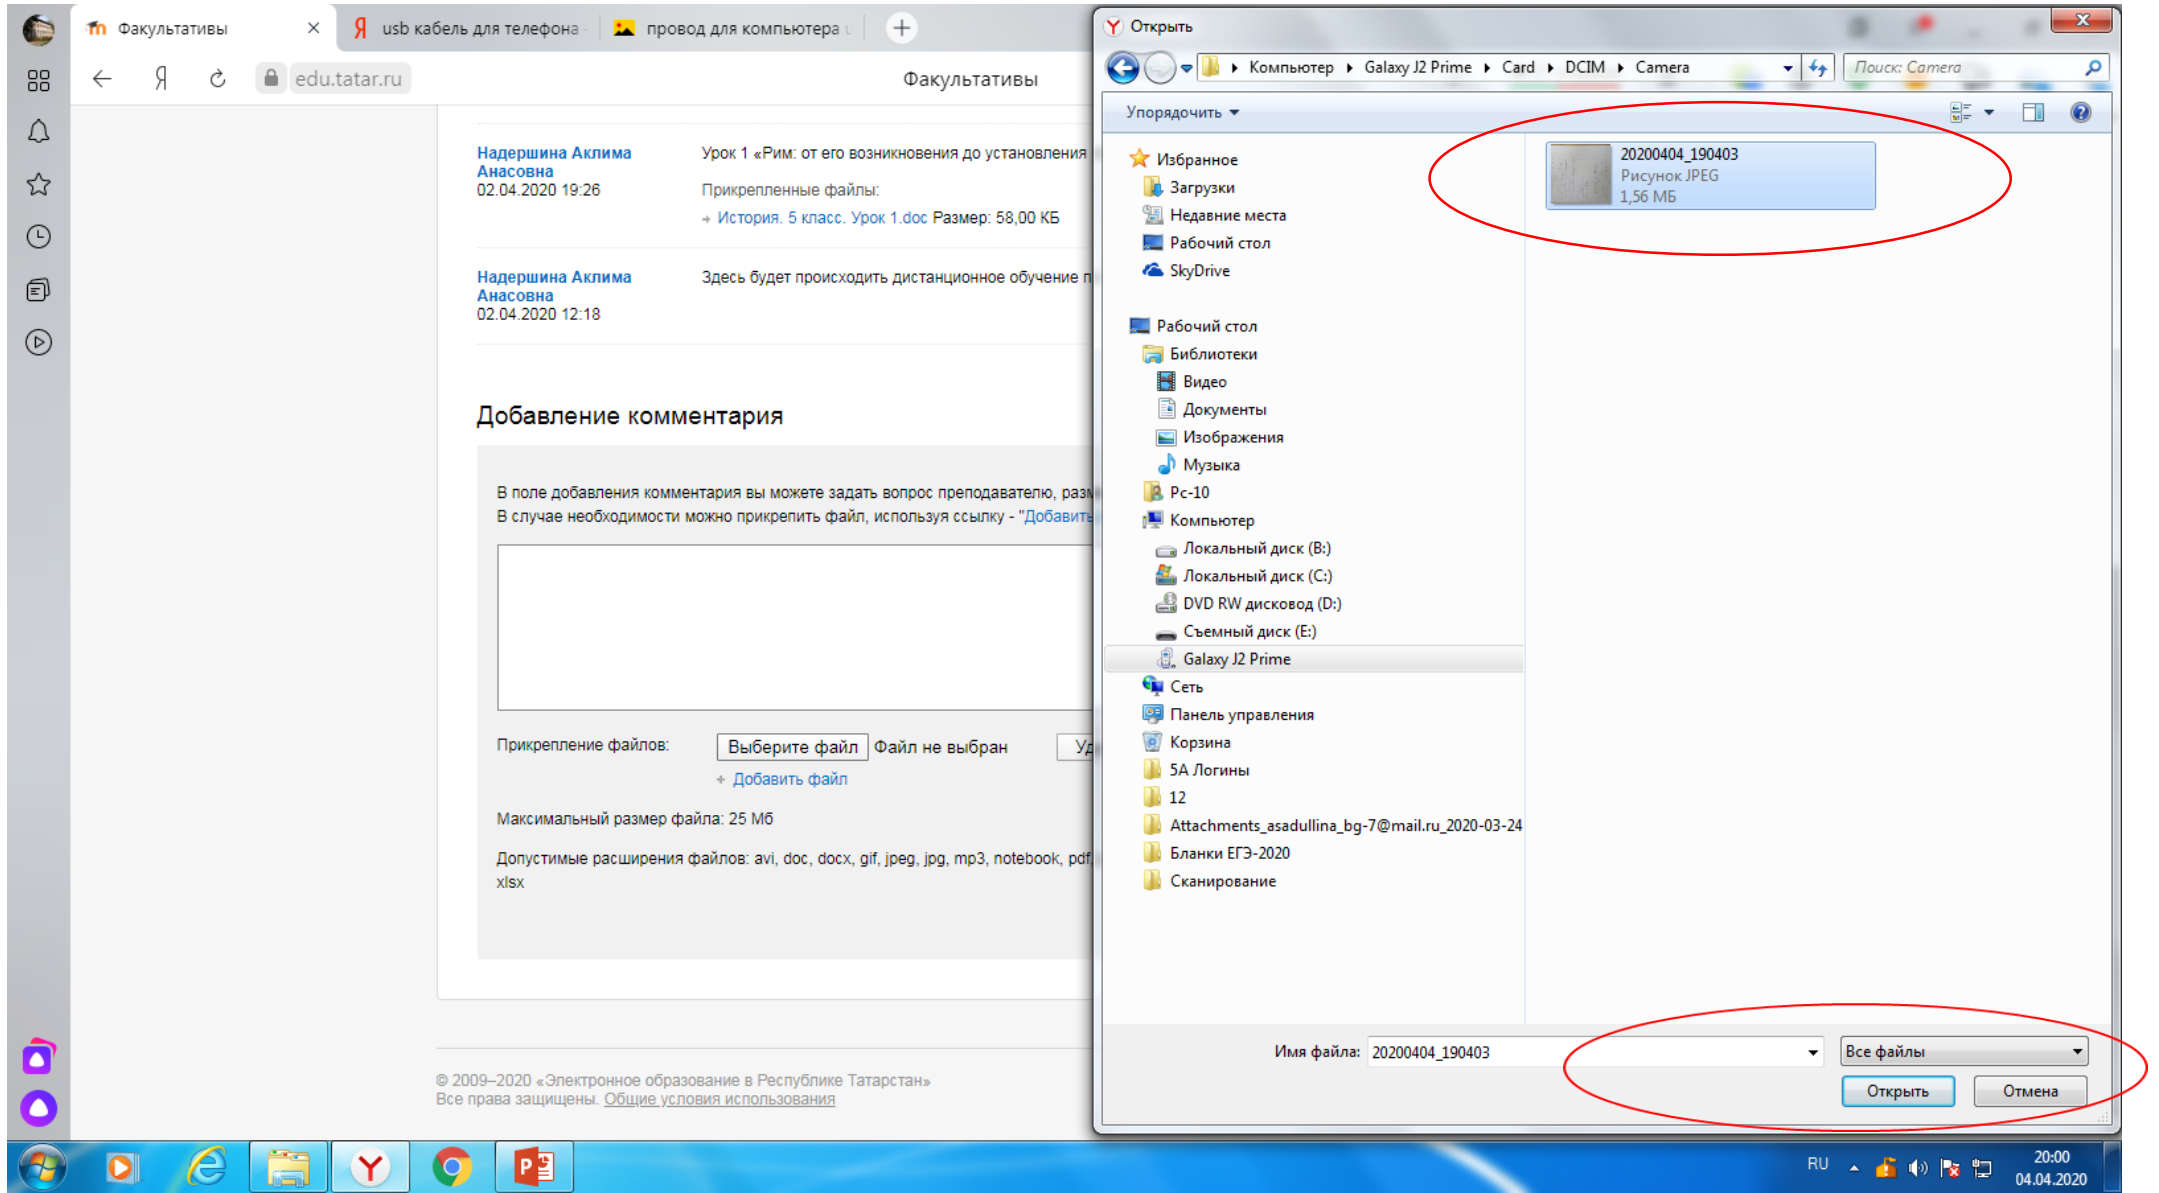 Факультативы
usb кабель для телефона -
провод для компьютера u
edu.tatar.ru
Факультативы
Надершина Аклима
Анасовна
02.04.2020 19:26
Урок 1 «Рим: от его возникновения до установления
Прикрепленные файлы:
История. 5 класс. Урок 1.doc Размер: 58,00 КБ
Надершина Аклима
Анасовна
02.04.2020 12:18
Здесь будет происходить дистанционное обучение п
Добавление комментария
В поле добавления комментария вы можете задать вопрос преподавателю, разм
В случае необходимости можно прикрепить файл, используя ссылку - "Добавить
Прикрепление файлов:
Выберите файл Файл не выбран
Уд
+ Добавить файл
Максимальный размер файла: 25 Мб
Допустимые расширения файлов: avi, doc, docx, gif, jpeg, jpg, mp3, notebook, pdf,
xlsx
© 2009–2020 «Электронное образование в Республике Татарстан»
Все права защищены. Общие условия использования
Открыть
Компьютер Galaxy J2 Prime Card DCIM Camera
Поиск: Camera
Упорядочить
Избранное
Загрузки
Недавние места
Рабочий стол
SkyDrive
Рабочий стол
Библиотеки
Видео
Документы
Изображения
Музыка
Pc-10
Компьютер
Локальный диск (B:)
Локальный диск (C:)
DVD RW дисковод (D:)
Съемный диск (E:)
Galaxy J2 Prime
Сеть
Панель управления
Корзина
5А Логины
12
Attachments_asadullina_bg-7@mail.ru_2020-03-24
Бланки ЕГЭ-2020
Сканирование
20200404_190403
Рисунок JPEG
1,56 МБ
Имя файла: 20200404_190403
Все файлы
Открыть
Отмена
RU
20:00
04.04.2020